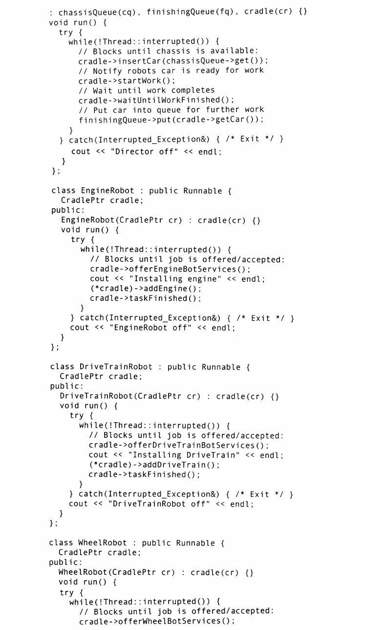 : chassisQueue(cq), finishingQueue(fq), cradle(cr) {}
void run() {
try {
while(!Thread::interrupted()) {
// Blocks until chassis is available:
cradle->insertCar(chassisQueue->get());
// Notify robots car is ready for work
cradle->startWork();
// Wait until work completes
cradle->waitUntilWorkFinished();
// Put car into queue for further work
finishingQueue->put(cradle->getCar());
}
} catch(Interrupted_Exception&) { /* Exit */ }
cout << "Director off" << endl;
}
};
class EngineRobot : public Runnable {
CradlePtr cradle;
public:
EngineRobot(CradlePtr cr) : cradle(cr) {}
void run() {
try {
while(!Thread::interrupted()) {
// Blocks until job is offered/accepted:
cradle->offerEngineBotServices();
cout << "Installing engine" << endl;
(*cradle)->addEngine();
cradle->taskFinished();
}
} catch(Interrupted_Exception&) { /* Exit */ }
cout << "EngineRobot off" << endl;
}
};
class DriveTrainRobot : public Runnable {
CradlePtr cradle;
public:
DriveTrainRobot(CradlePtr cr) : cradle(cr) {}
void run() {
try {
while(!Thread::interrupted()) {
// Blocks until job is offered/accepted:
cradle->offerDriveTrainBotServices();
cout << "Installing DriveTrain" << endl;
(*cradle)->addDriveTrain();
cradle->taskFinished();
}
} catch(Interrupted_Exception&) { /* Exit */ }
cout << "DriveTrainRobot off" << endl;
}
};
class WheelRobot : public Runnable {
CradlePtr cradle;
public:
WheelRobot(CradlePtr cr) : cradle(cr) {}
void run() {
try {
while(!Thread::interrupted()) {
// Blocks until job is offered/accepted:
cradle->offerWheelBotServices();